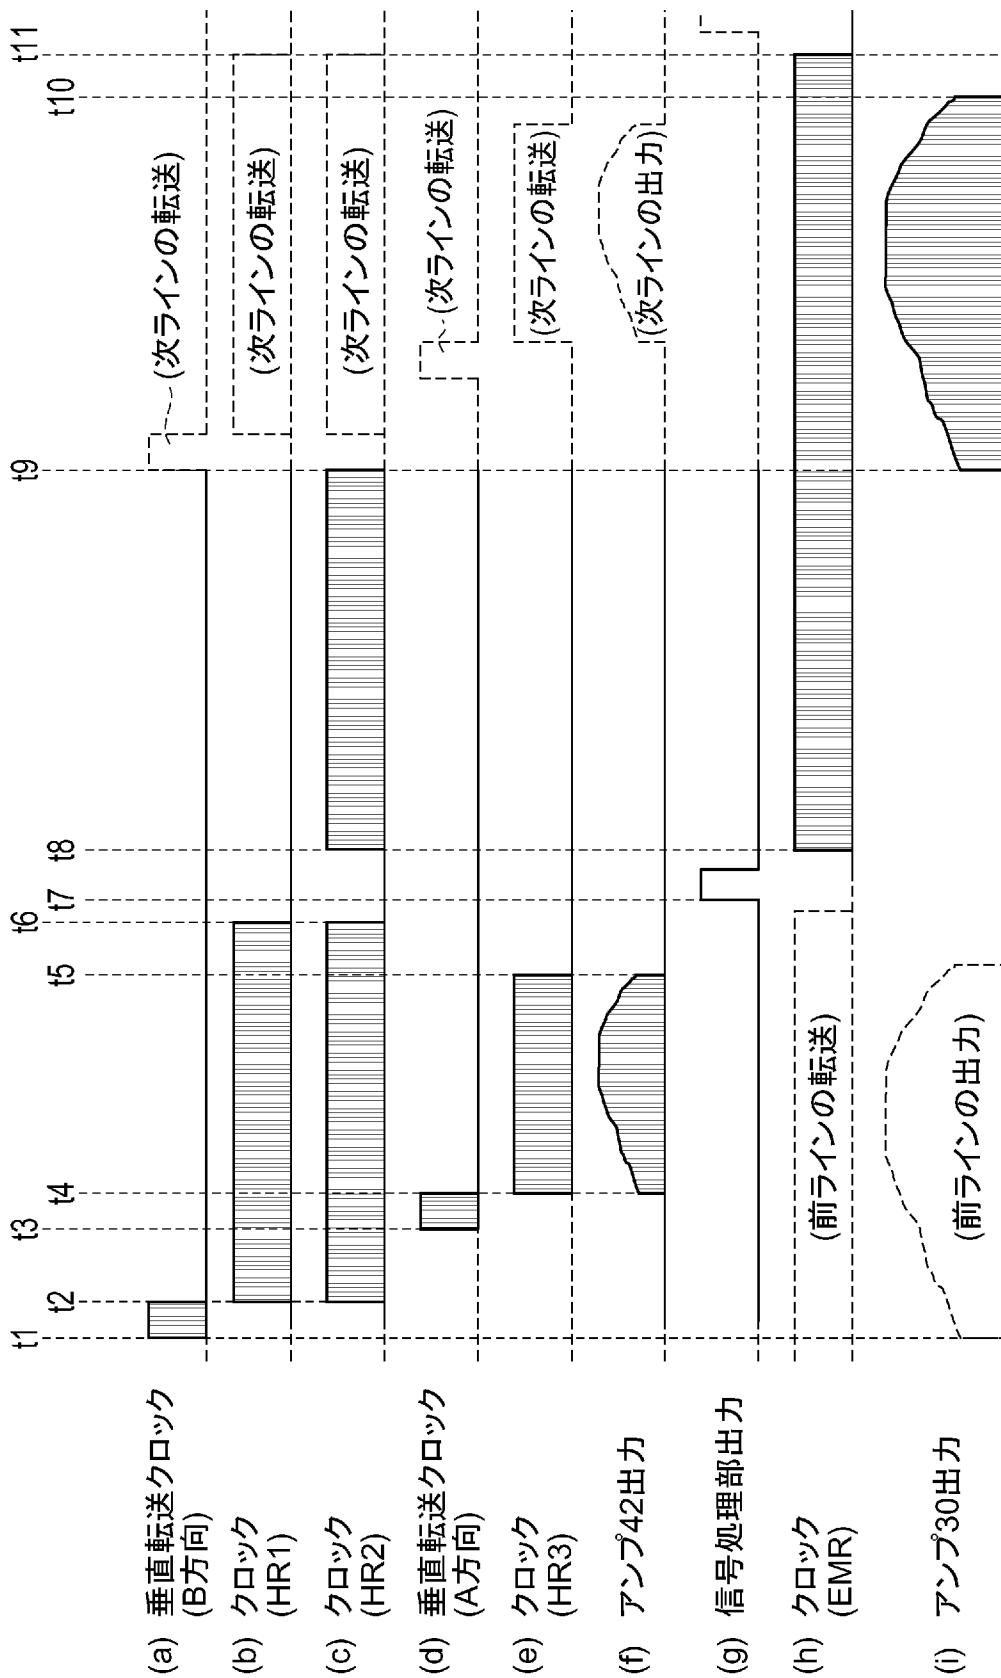 t1 t2 t3 t4 t5 t6 t7 t8 t9 t10 t11
(a) 垂直転送クロック
(B方向)
(次ラインの転送)
(b) クロック
(HR1)
(次ラインの転送)
(c) クロック
(HR2)
(次ラインの転送)
(d) 垂直転送クロック
(A方向)
(次ラインの転送)
(e) クロック
(HR3)
(次ラインの転送)
(f) アンプ42出力
(次ラインの出力)
(g) 信号処理部出力
(h) クロック
(EMR)
(前ラインの転送)
(i) アンプ30出力
(前ラインの出力)